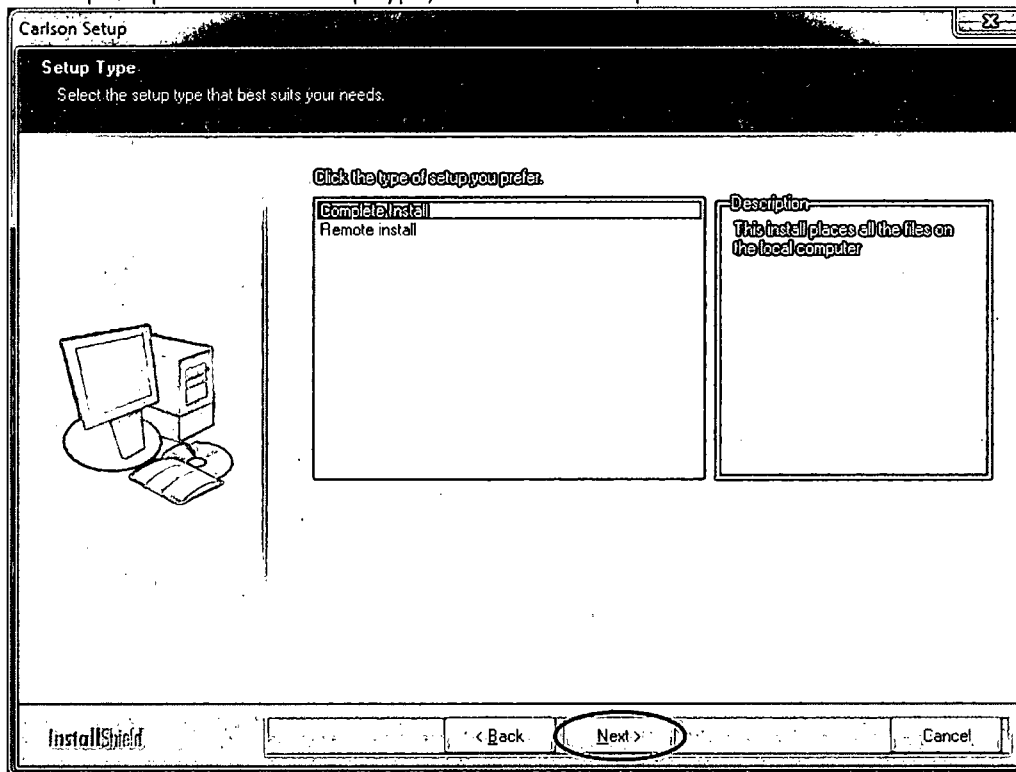 Carlson Setup
Setup Type
Select the setup type that best suits your needs.
Click the type of setup you prefer.
Complete Install
Remote install
Description
This install places all the files on
the local computer
InstallShield
< Back
Next >
Cancel